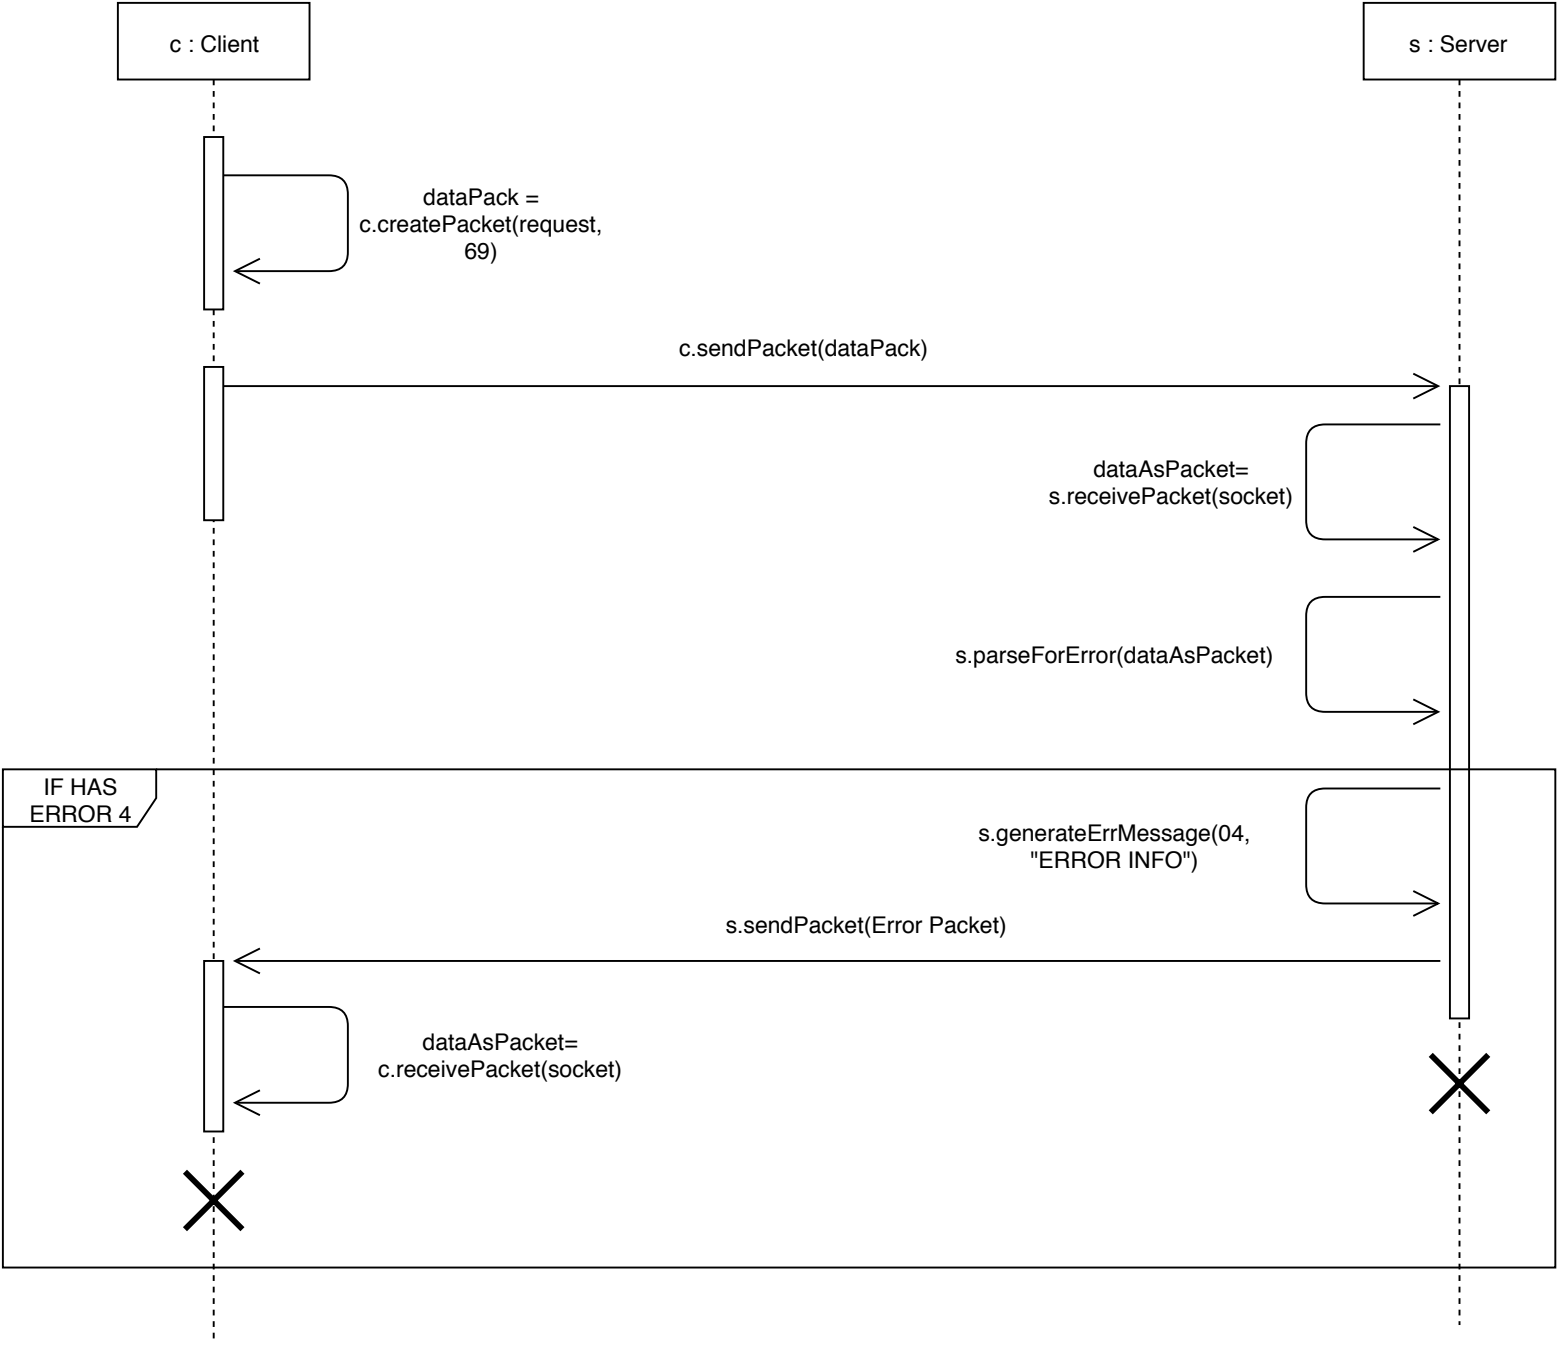 c : Client
s : Server
dataPack =
c.createPacket(request,
69)
c.sendPacket(dataPack)
dataAsPacket=
s.receivePacket(socket)
s.parseForError(dataAsPacket)
IF HAS
ERROR 4
s.generateErrMessage(04,
"ERROR INFO")
s.sendPacket(Error Packet)
dataAsPacket=
c.receivePacket(socket)